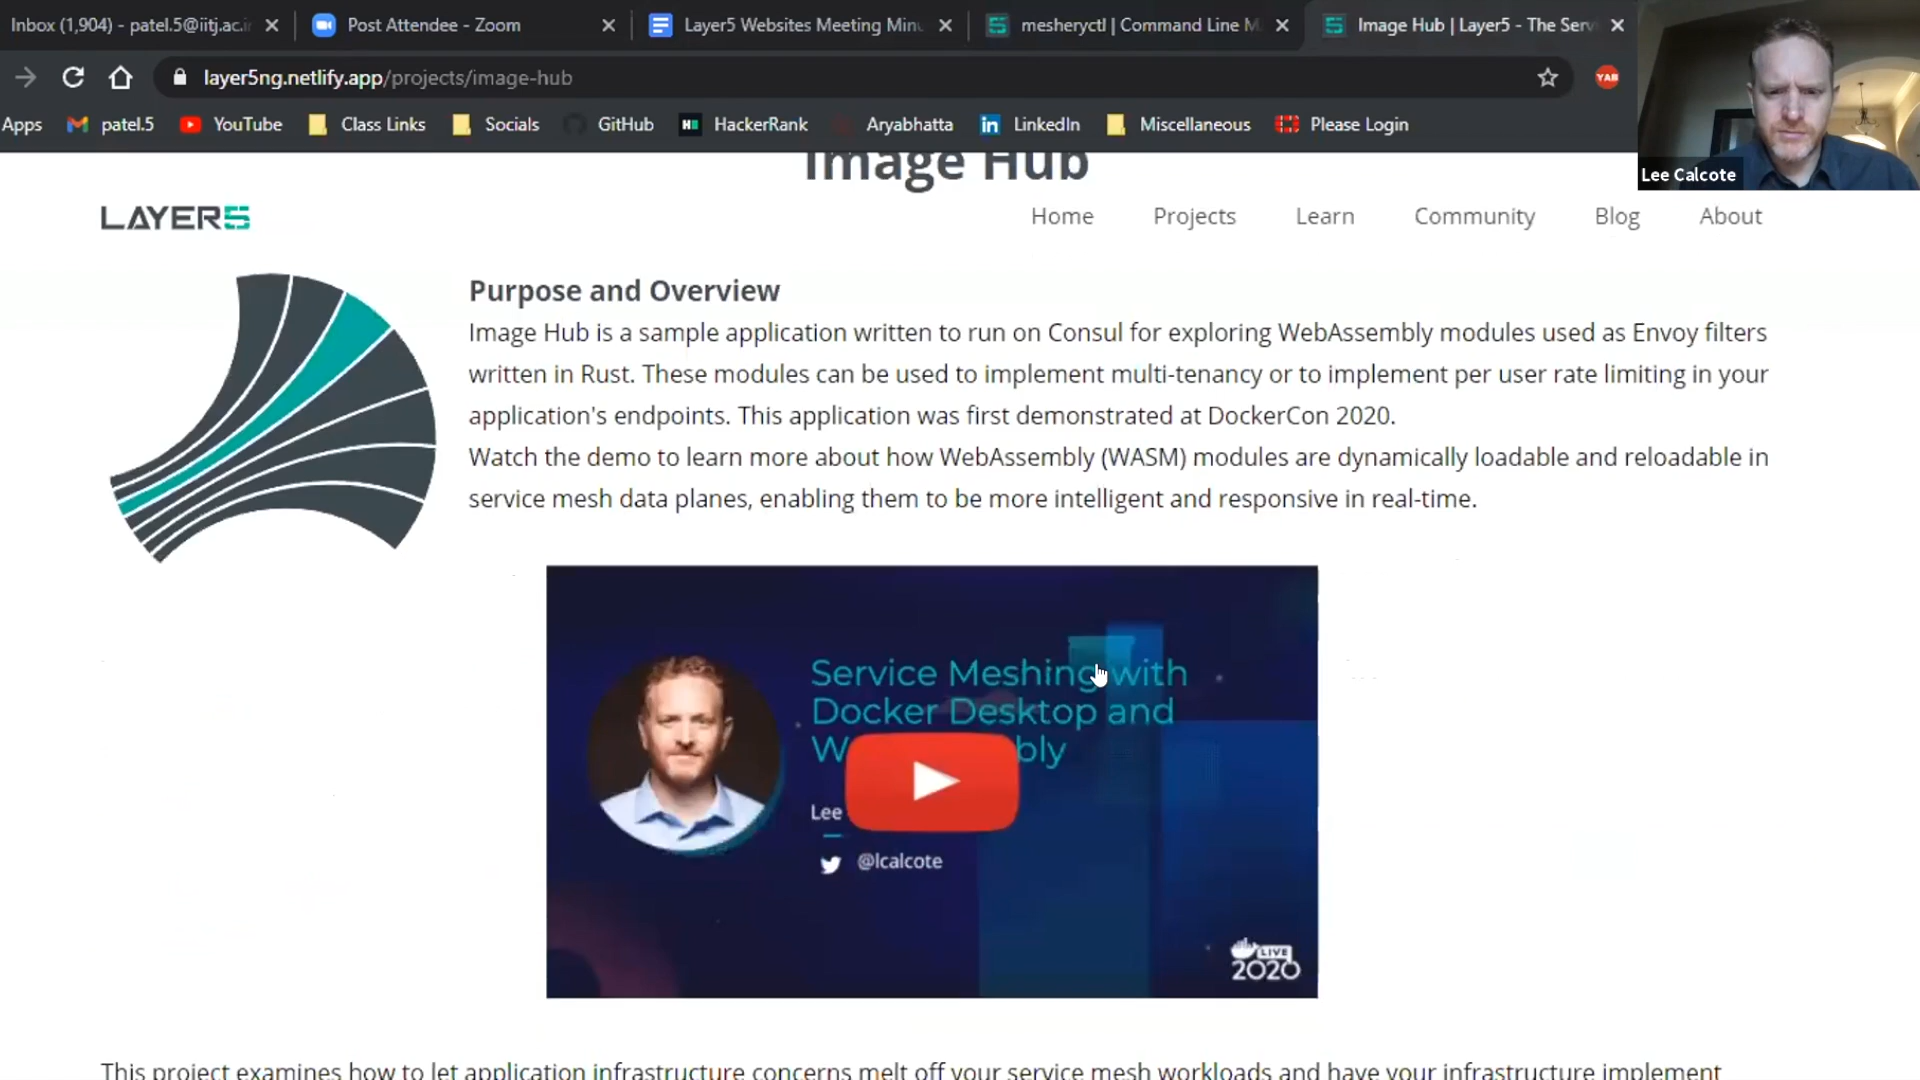 Inbox (1,904) - patel.5@iitj.ac.i
Post Attendee - Zoom
Layer5 Websites Meeting Min
mesheryctl | Command Line M
Image Hub | Layer5 - The Serv
layer5ng.netlify.app/projects/image-hub
YAB
Apps
patel.5
YouTube
Class Links
Socials
GitHub
HackerRank
Aryabhatta
LinkedIn
Miscellaneous
Please Login
Lee Calcote
Image Hub
LAYER5
Home
Projects
Learn
Community
Blog
About
Purpose and Overview
Image Hub is a sample application written to run on Consul for exploring WebAssembly modules used as Envoy filters
written in Rust. These modules can be used to implement multi-tenancy or to implement per user rate limiting in your
application's endpoints. This application was first demonstrated at DockerCon 2020.
Watch the demo to learn more about how WebAssembly (WASM) modules are dynamically loadable and reloadable in
service mesh data planes, enabling them to be more intelligent and responsive in real-time.
Service Meshing with
Docker Desktop and
W bly
Lee
@lcalcote
LIVE
2020
This project examines how to let application infrastructure concerns melt off your service mesh workloads and have your infrastructure implement